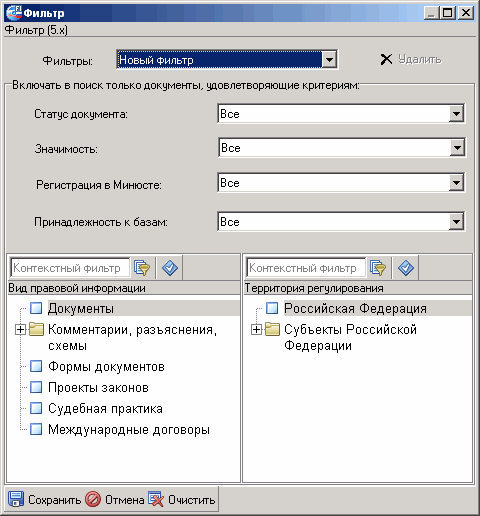 Фильтр
Фильтр (5.x)
Фильтры: Новый фильтр Удалить
Включать в поиск только документы, удовлетворяющие критериям:
Статус документа: Все
Значимость: Все
Регистрация в Минюсте: Все
Принадлежность к базам: Все
Контекстный фильтр
Вид правовой информации
Документы
Комментарии, разъяснения,
схемы
Формы документов
Проекты законов
Судебная практика
Международные договоры
Контекстный фильтр
Территория регулирования
Российская Федерация
Субъекты Российской
Федерации
Сохранить Отмена Очистить